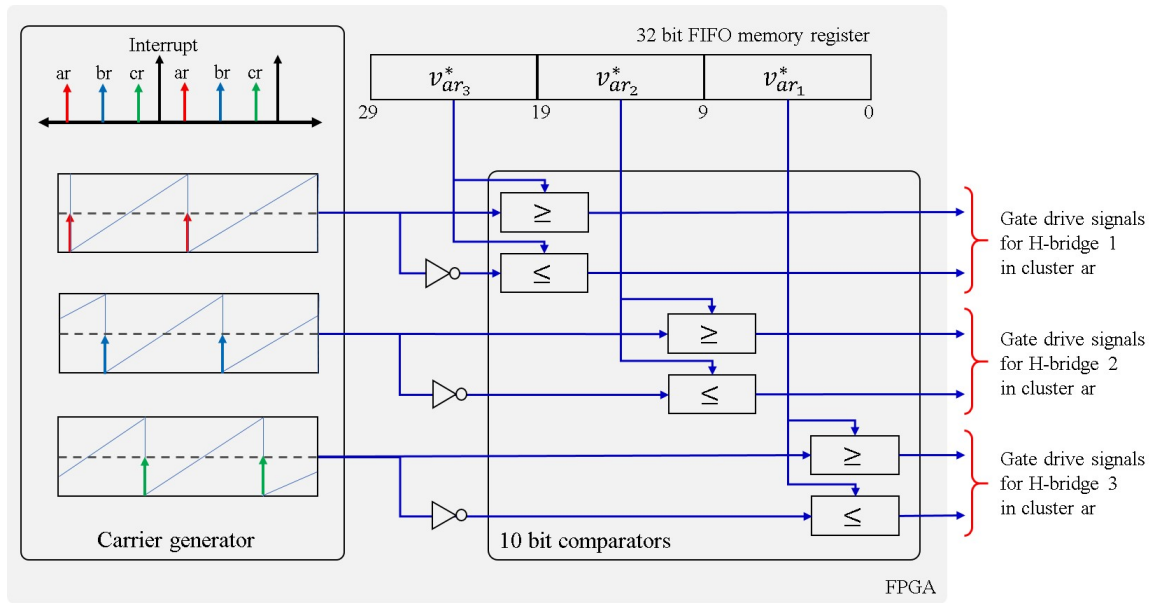 Interrupt
ar br cr ar br cr
32 bit FIFO memory register
v*ar3 v*ar2 v*ar1
29 19 9 0
≥
≤
Gate drive signals
for H-bridge 1
in cluster ar
≥
≤
Gate drive signals
for H-bridge 2
in cluster ar
≥
≤
Gate drive signals
for H-bridge 3
in cluster ar
Carrier generator
10 bit comparators
FPGA